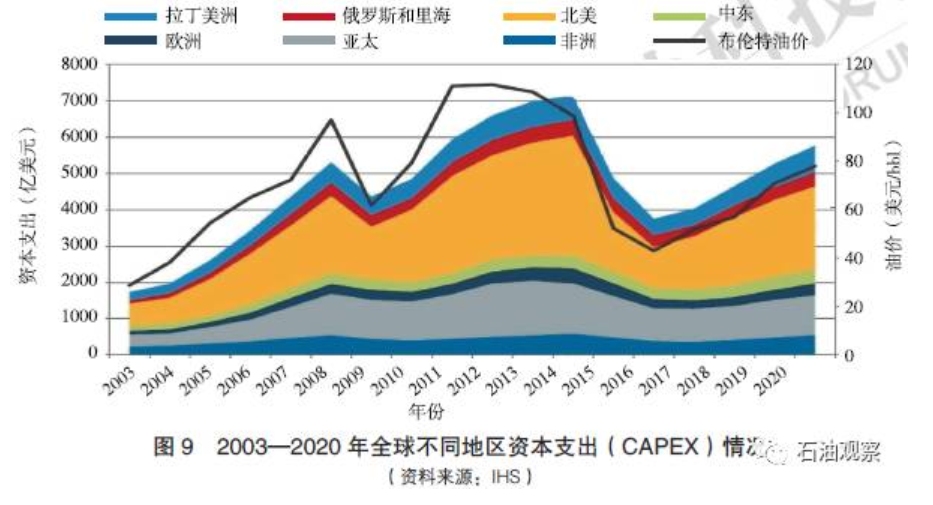 拉丁美洲 俄罗斯和里海 北美 中东
欧洲 亚太 非洲 布伦特油价
8000 120
7000 100
6000
5000 80
4000 60
3000 40
2000
1000 20
0 0
资本支出（亿美元）
油价（美元/bbl）
2003 2004 2005 2006 2007 2008 2009 2010 2011 2012 2013 2014 2015 2016 2017 2018 2019 2020
年份
图 9 2003—2020 年全球不同地区资本支出（CAPEX）情况
石油观察
（资料来源：IHS）